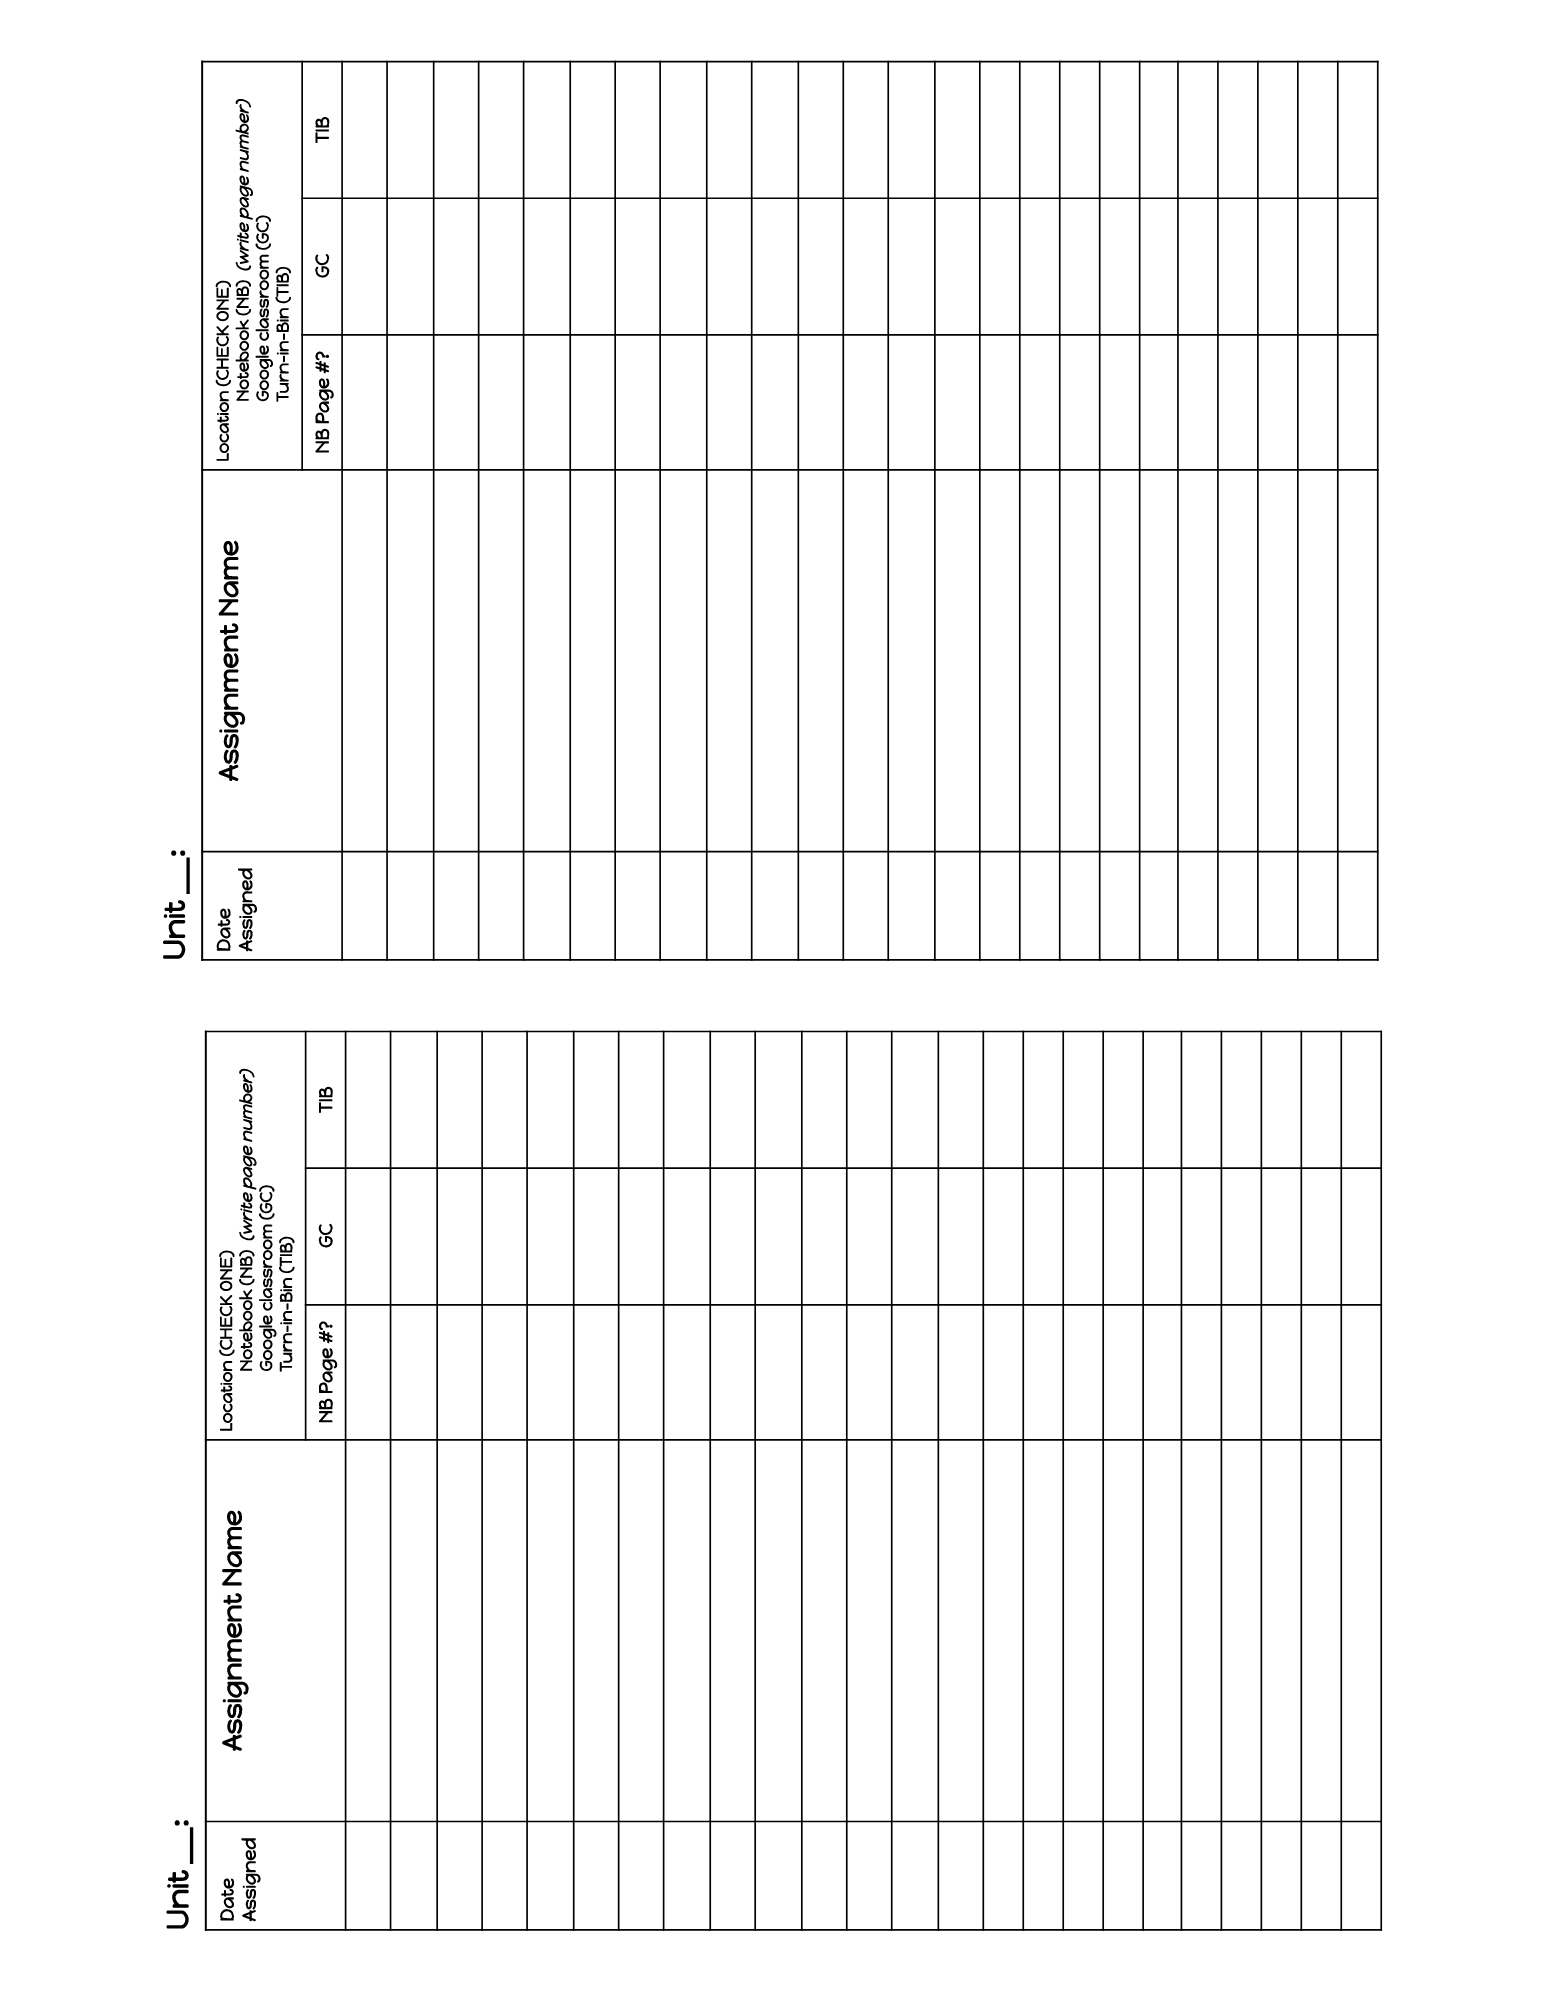 Unit __:
Date
Assigned
Assignment Name
Location (CHECK ONE)
Notebook (NB) (write page number)
Google classroom (GC)
Turn-in-Bin (TIB)
NB Page #?
GC
TIB
Unit __:
Date
Assigned
Assignment Name
Location (CHECK ONE)
Notebook (NB) (write page number)
Google classroom (GC)
Turn-in-Bin (TIB)
NB Page #?
GC
TIB